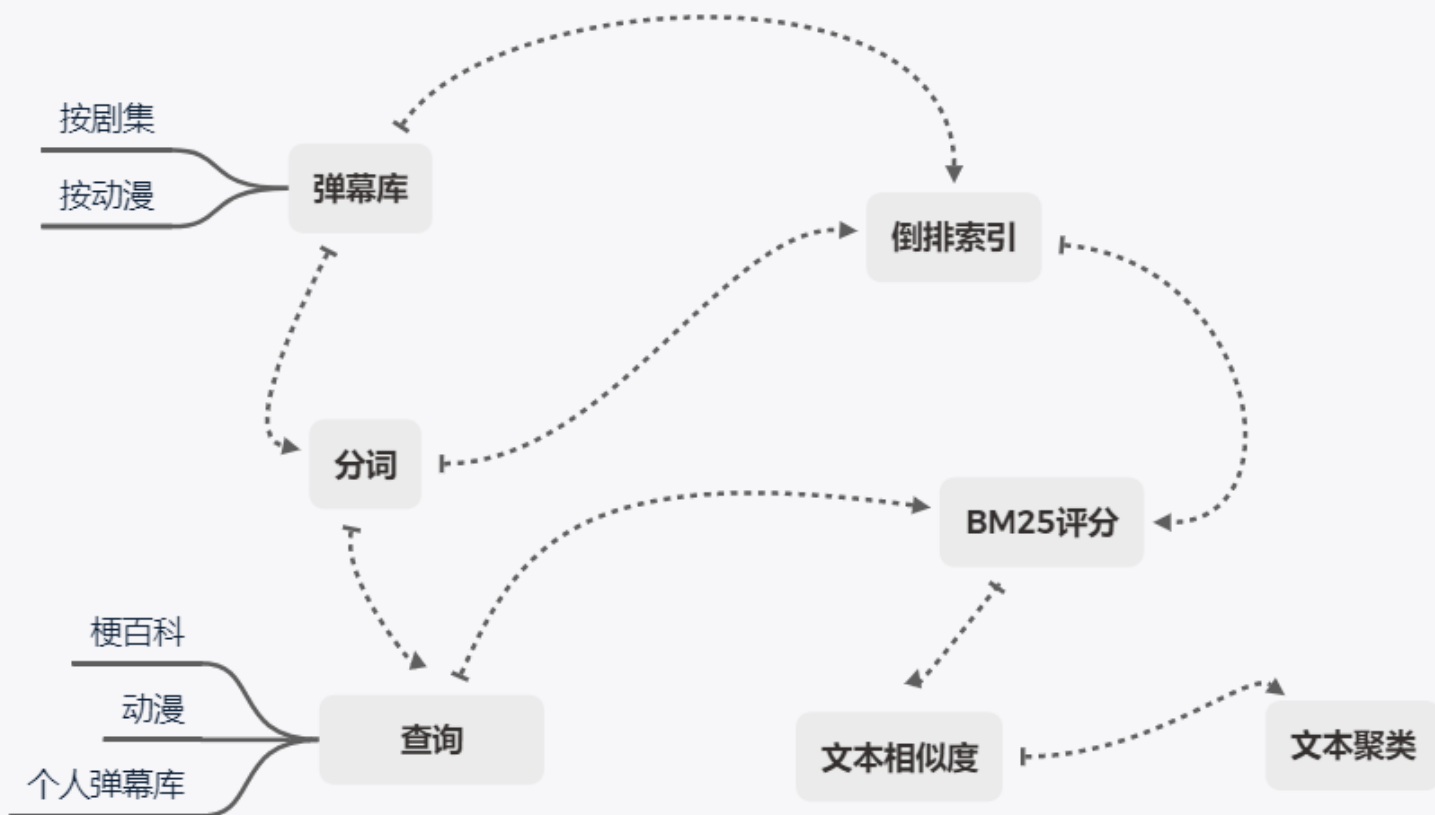 按剧集
弹幕库
按动漫
倒排索引
分词
BM25评分
梗百科
动漫
查询
个人弹幕库
文本相似度
文本聚类